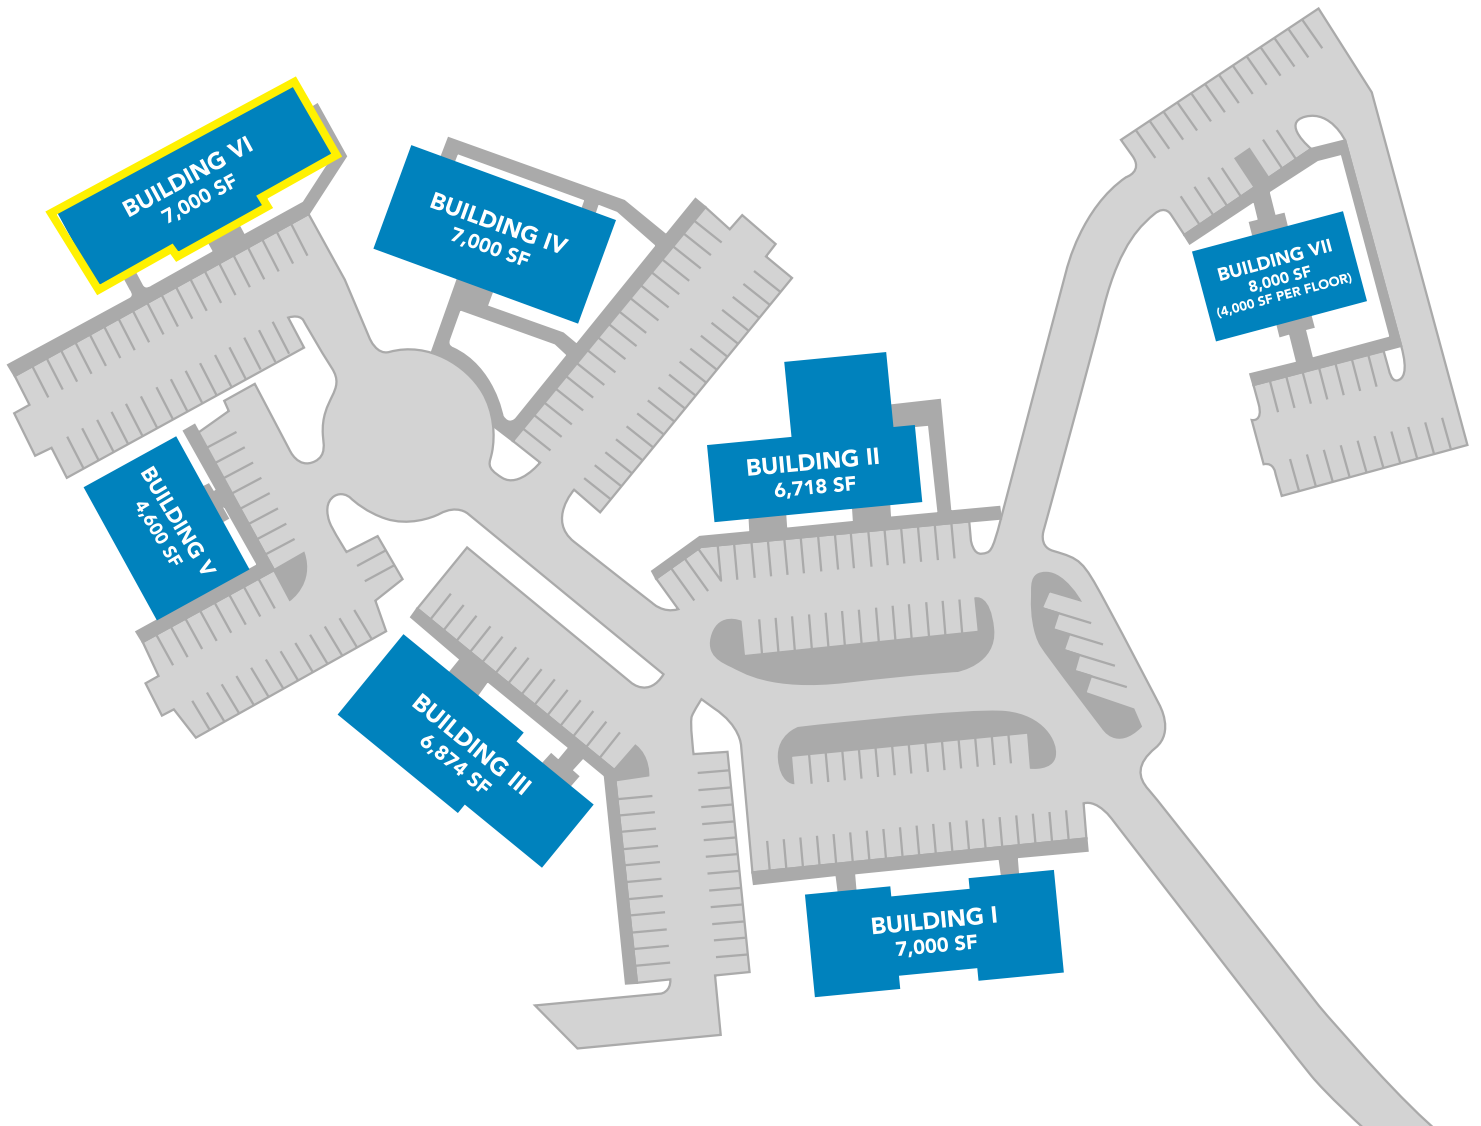 BUILDING VI
7,000 SF
BUILDING IV
7,000 SF
BUILDING VII
8,000 SF
(4,000 SF PER FLOOR)
BUILDING II
6,718 SF
BUILDING V
4,600 SF
BUILDING III
6,874 SF
BUILDING I
7,000 SF